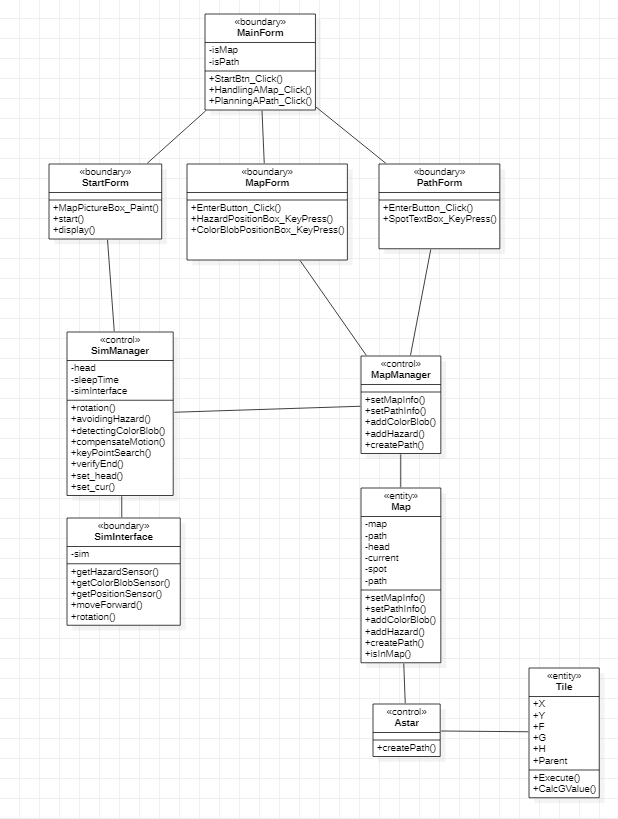 «boundary»
MainForm
-isMap
-isPath
+StartBtn_Click()
+HandlingAMap_Click()
+PlanningAPath_Click()
«boundary»
StartForm
+MapPictureBox_Paint()
+start()
+display()
«boundary»
MapForm
+EnterButton_Click()
+HazardPositionBox_KeyPress()
+ColorBlobPositionBox_KeyPress()
«boundary»
PathForm
+EnterButton_Click()
+SpotTextBox_KeyPress()
«control»
SimManager
-head
-sleepTime
-simInterface
+rotation()
+avoidingHazard()
+detectingColorBlob()
+compensateMotion()
+keyPointSearch()
+verifyEnd()
+set_head()
+set_cur()
«control»
MapManager
+setMapInfo()
+setPathInfo()
+addColorBlob()
+addHazard()
+createPath()
«boundary»
SimInterface
-sim
+getHazardSensor()
+getColorBlobSensor()
+getPositionSensor()
+moveForward()
+rotation()
«entity»
Map
-map
-path
-head
-current
-spot
-path
+setMapInfo()
+setPathInfo()
+addColorBlob()
+addHazard()
+createPath()
+isInMap()
«control»
Astar
+createPath()
«entity»
Tile
+X
+Y
+F
+G
+H
+Parent
+Execute()
+CalcGValue()